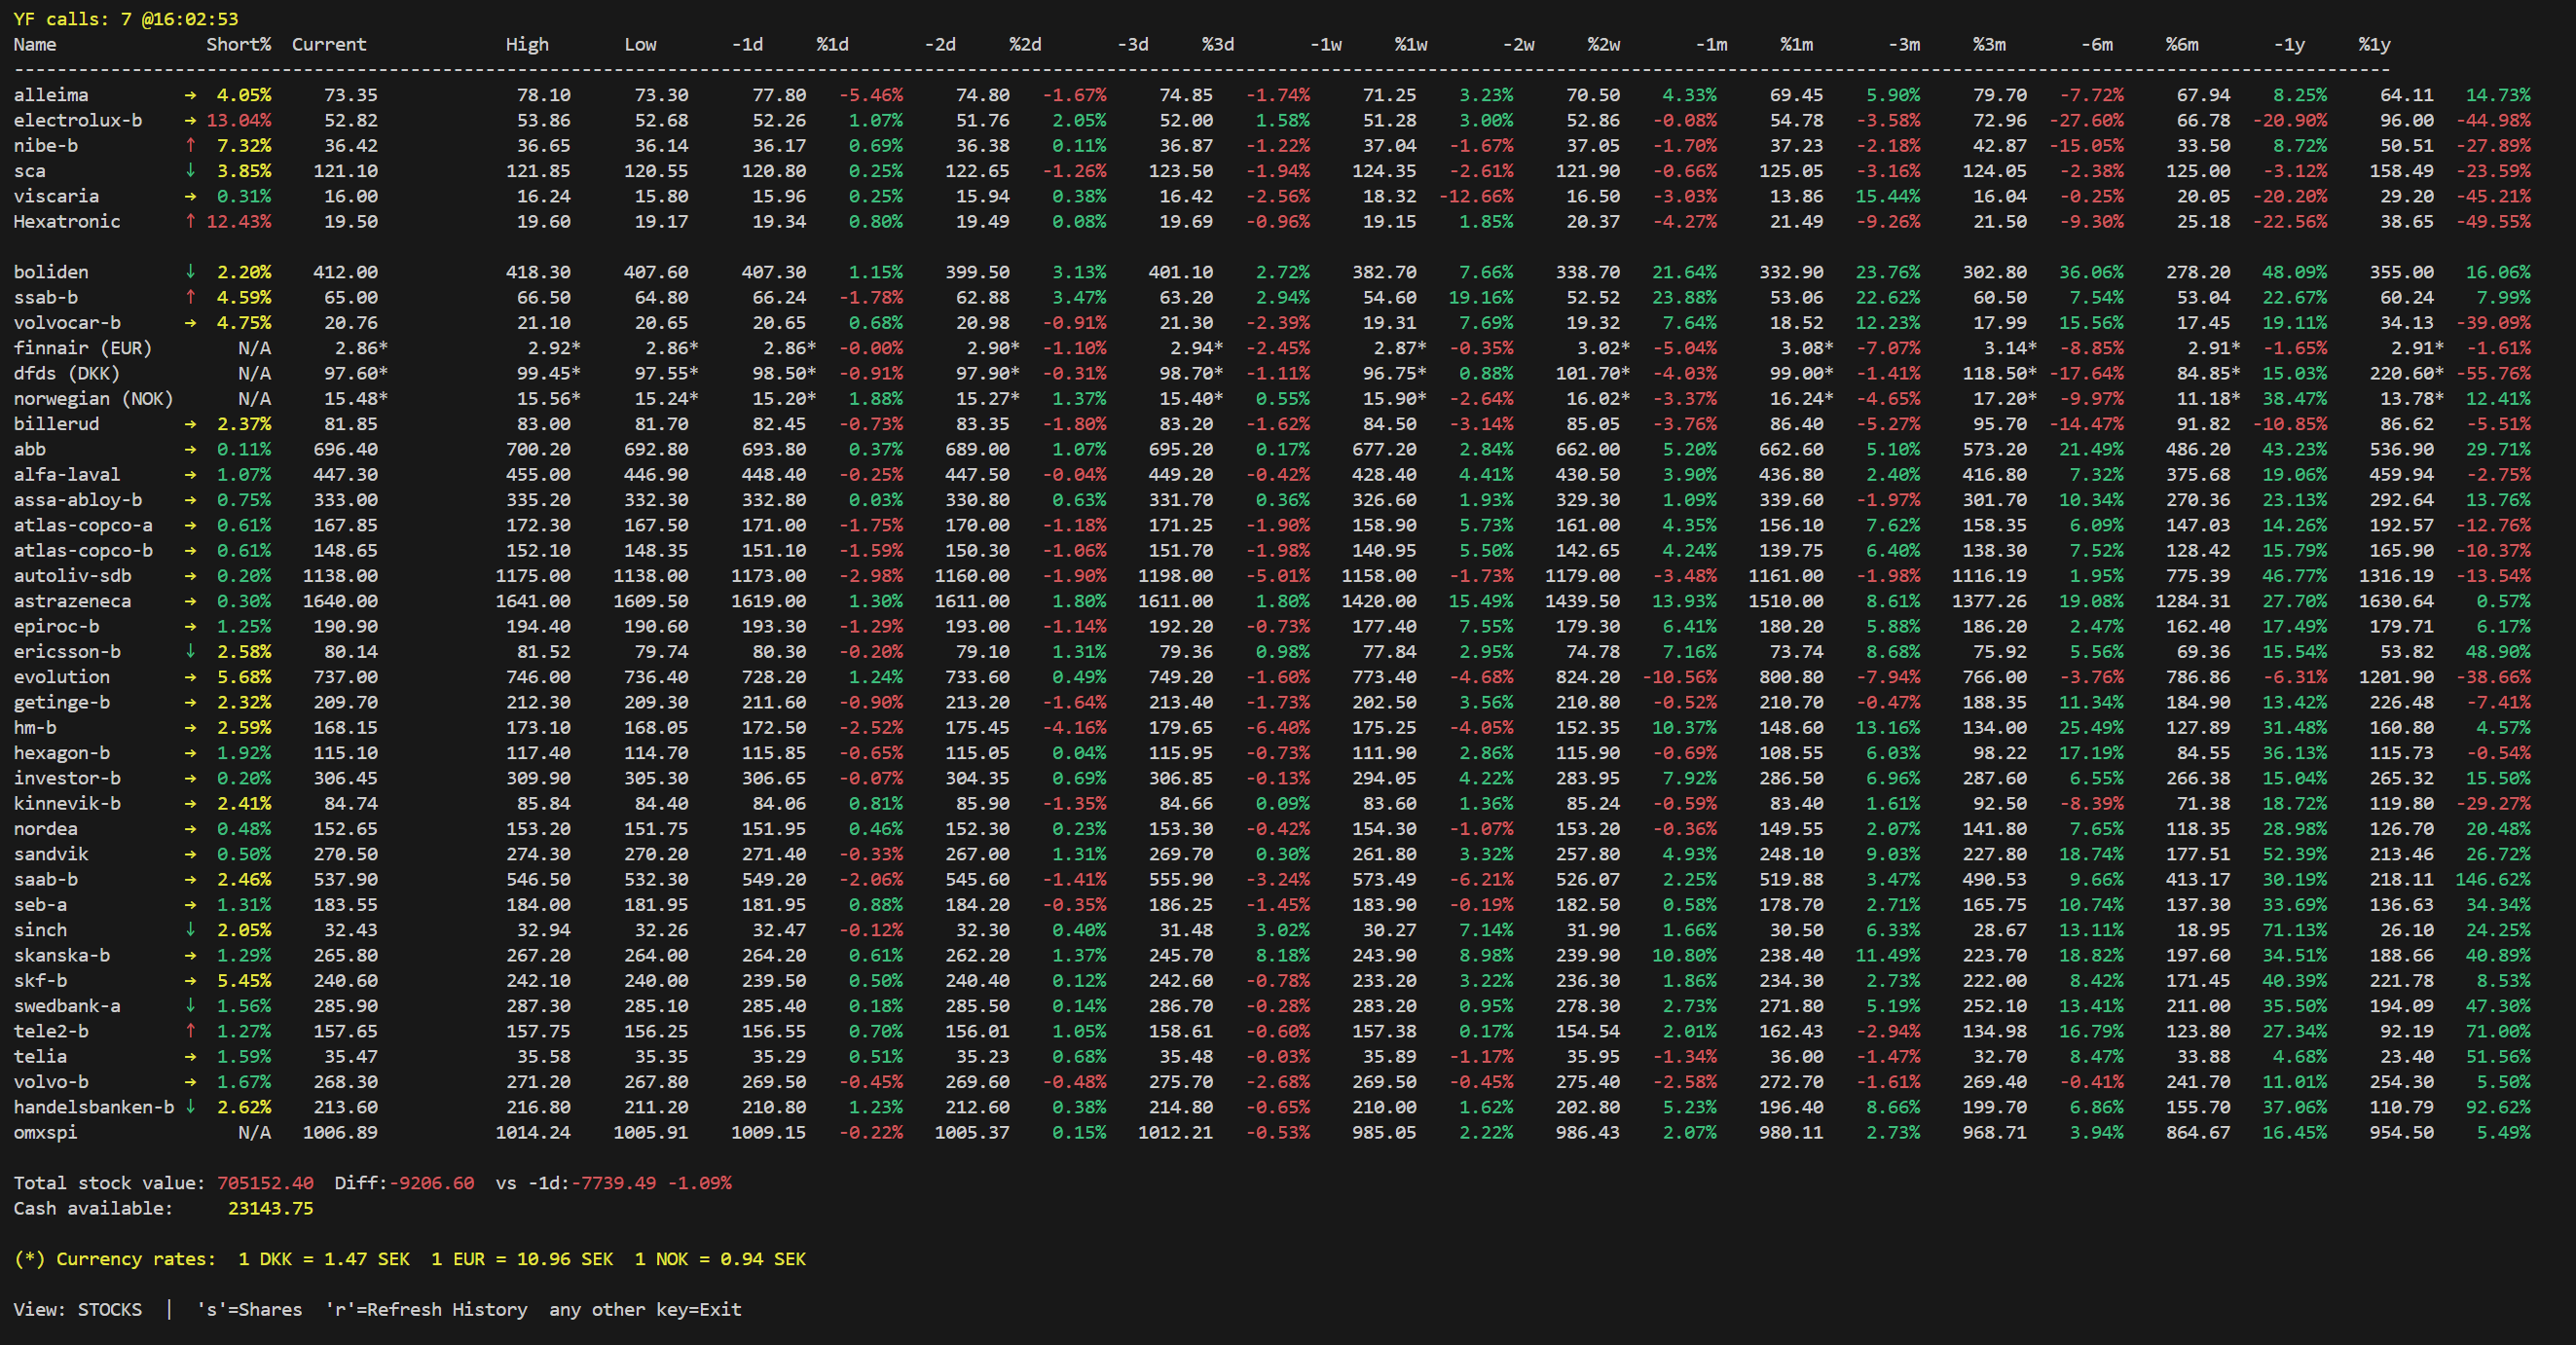 YF calls: 7 @16:02:53
Name Short% Current High Low -1d %1d -2d %2d -3d %3d -1w %1w -2w %2w -1m %1m -3m %3m -6m %6m -1y %1y
--------------------------------------------------------------------------------
alleima → 4.05% 73.35 78.10 73.30 77.80 -5.46% 74.80 -1.67% 74.85 -1.74% 71.25 3.23% 70.50 4.33% 69.45 5.90% 79.70 -7.72% 67.94 8.25% 64.11 14.73%
electrolux-b → 13.04% 52.82 53.86 52.68 52.26 1.07% 51.76 2.05% 52.00 1.58% 51.28 3.00% 52.86 -0.08% 54.78 -3.58% 72.96 -27.60% 66.78 -20.90% 96.00 -44.98%
nibe-b ↑ 7.32% 36.42 36.65 36.14 36.17 0.69% 36.38 0.11% 36.87 -1.22% 37.04 -1.67% 37.05 -1.70% 37.23 -2.18% 42.87 -15.05% 33.50 8.72% 50.51 -27.89%
sca ↓ 3.85% 121.10 121.85 120.55 120.80 0.25% 122.65 -1.26% 123.50 -1.94% 124.35 -2.61% 121.90 -0.66% 125.05 -3.16% 124.05 -2.38% 125.00 -3.12% 158.49 -23.59%
viscaria → 0.31% 16.00 16.24 15.80 15.96 0.25% 15.94 0.38% 16.42 -2.56% 18.32 -12.66% 16.50 -3.03% 13.86 15.44% 16.04 -0.25% 20.05 -20.20% 29.20 -45.21%
Hexatronic ↑ 12.43% 19.50 19.60 19.17 19.34 0.80% 19.49 0.08% 19.69 -0.96% 19.15 1.85% 20.37 -4.27% 21.49 -9.26% 21.50 -9.30% 25.18 -22.56% 38.65 -49.55%
boliden ↓ 2.20% 412.00 418.30 407.60 407.30 1.15% 399.50 3.13% 401.10 2.72% 382.70 7.66% 338.70 21.64% 332.90 23.76% 302.80 36.06% 278.20 48.09% 355.00 16.06%
ssab-b ↑ 4.59% 65.00 66.50 64.80 66.24 -1.78% 62.88 3.47% 63.20 2.94% 54.60 19.16% 52.52 23.88% 53.06 22.62% 60.50 7.54% 53.04 22.67% 60.24 7.99%
volvocar-b → 4.75% 20.76 21.10 20.65 20.65 0.68% 20.98 -0.91% 21.30 -2.39% 19.31 7.69% 19.32 7.64% 18.52 12.23% 17.99 15.56% 17.45 19.11% 34.13 -39.09%
finnair (EUR) N/A 2.86* 2.92* 2.86* 2.86* -0.00% 2.90* -1.10% 2.94* -2.45% 2.87* -0.35% 3.02* -5.04% 3.08* -7.07% 3.14* -8.85% 2.91* -1.65% 2.91* -1.61%
dfds (DKK) N/A 97.60* 99.45* 97.55* 98.50* -0.91% 97.90* -0.31% 98.70* -1.11% 96.75* 0.88% 101.70* -4.03% 99.00* -1.41% 118.50* -17.64% 84.85* 15.03% 220.60* -55.76%
norwegian (NOK) N/A 15.48* 15.56* 15.24* 15.20* 1.88% 15.27* 1.37% 15.40* 0.55% 15.90* -2.64% 16.02* -3.37% 16.24* -4.65% 17.20* -9.97% 11.18* 38.47% 13.78* 12.41%
billerud → 2.37% 81.85 83.00 81.70 82.45 -0.73% 83.35 -1.80% 83.20 -1.62% 84.50 -3.14% 85.05 -3.76% 86.40 -5.27% 95.70 -14.47% 91.82 -10.85% 86.62 -5.51%
abb → 0.11% 696.40 700.20 692.80 693.80 0.37% 689.00 1.07% 695.20 0.17% 677.20 2.84% 662.00 5.20% 662.60 5.10% 573.20 21.49% 486.20 43.23% 536.90 29.71%
alfa-laval → 1.07% 447.30 455.00 446.90 448.40 -0.25% 447.50 -0.04% 449.20 -0.42% 428.40 4.41% 430.50 3.90% 436.80 2.40% 416.80 7.32% 375.68 19.06% 459.94 -2.75%
assa-abloy-b → 0.75% 333.00 335.20 332.30 332.80 0.03% 330.80 0.63% 331.70 0.36% 326.60 1.93% 329.30 1.09% 339.60 -1.97% 301.70 10.34% 270.36 23.13% 292.64 13.76%
atlas-copco-a → 0.61% 167.85 172.30 167.50 171.00 -1.75% 170.00 -1.18% 171.25 -1.90% 158.90 5.73% 161.00 4.35% 156.10 7.62% 158.35 6.09% 147.03 14.26% 192.57 -12.76%
atlas-copco-b → 0.61% 148.65 152.10 148.35 151.10 -1.59% 150.30 -1.06% 151.70 -1.98% 140.95 5.50% 142.65 4.24% 139.75 6.40% 138.30 7.52% 128.42 15.79% 165.90 -10.37%
autoliv-sdb → 0.20% 1138.00 1175.00 1138.00 1173.00 -2.98% 1160.00 -1.90% 1198.00 -5.01% 1158.00 -1.73% 1179.00 -3.48% 1161.00 -1.98% 1116.19 1.95% 775.39 46.77% 1316.19 -13.54%
astrazeneca → 0.30% 1640.00 1641.00 1609.50 1619.00 1.30% 1611.00 1.80% 1611.00 1.80% 1420.00 15.49% 1439.50 13.93% 1510.00 8.61% 1377.26 19.08% 1284.31 27.70% 1630.64 0.57%
epiroc-b → 1.25% 190.90 194.40 190.60 193.30 -1.29% 193.00 -1.14% 192.20 -0.73% 177.40 7.55% 179.30 6.41% 180.20 5.88% 186.20 2.47% 162.40 17.49% 179.71 6.17%
ericsson-b ↓ 2.58% 80.14 81.52 79.74 80.30 -0.20% 79.10 1.31% 79.36 0.98% 77.84 2.95% 74.78 7.16% 73.74 8.68% 75.92 5.56% 69.36 15.54% 53.82 48.90%
evolution → 5.68% 737.00 746.00 736.40 728.20 1.24% 733.60 0.49% 749.20 -1.60% 773.40 -4.68% 824.20 -10.56% 800.80 -7.94% 766.00 -3.76% 786.86 -6.31% 1201.90 -38.66%
getinge-b → 2.32% 209.70 212.30 209.30 211.60 -0.90% 213.20 -1.64% 213.40 -1.73% 202.50 3.56% 210.80 -0.52% 210.70 -0.47% 188.35 11.34% 184.90 13.42% 226.48 -7.41%
hm-b → 2.59% 168.15 173.10 168.05 172.50 -2.52% 175.45 -4.16% 179.65 -6.40% 175.25 -4.05% 152.35 10.37% 148.60 13.16% 134.00 25.49% 127.89 31.48% 160.80 4.57%
hexagon-b → 1.92% 115.10 117.40 114.70 115.85 -0.65% 115.05 0.04% 115.95 -0.73% 111.90 2.86% 115.90 -0.69% 108.55 6.03% 98.22 17.19% 84.55 36.13% 115.73 -0.54%
investor-b → 0.20% 306.45 309.90 305.30 306.65 -0.07% 304.35 0.69% 306.85 -0.13% 294.05 4.22% 283.95 7.92% 286.50 6.96% 287.60 6.55% 266.38 15.04% 265.32 15.50%
kinnevik-b → 2.41% 84.74 85.84 84.40 84.06 0.81% 85.90 -1.35% 84.66 0.09% 83.60 1.36% 85.24 -0.59% 83.40 1.61% 92.50 -8.39% 71.38 18.72% 119.80 -29.27%
nordea → 0.48% 152.65 153.20 151.75 151.95 0.46% 152.30 0.23% 153.30 -0.42% 154.30 -1.07% 153.20 -0.36% 149.55 2.07% 141.80 7.65% 118.35 28.98% 126.70 20.48%
sandvik → 0.50% 270.50 274.30 270.20 271.40 -0.33% 267.00 1.31% 269.70 0.30% 261.80 3.32% 257.80 4.93% 248.10 9.03% 227.80 18.74% 177.51 52.39% 213.46 26.72%
saab-b → 2.46% 537.90 546.50 532.30 549.20 -2.06% 545.60 -1.41% 555.90 -3.24% 573.49 -6.21% 526.07 2.25% 519.88 3.47% 490.53 9.66% 413.17 30.19% 218.11 146.62%
seb-a → 1.31% 183.55 184.00 181.95 181.95 0.88% 184.20 -0.35% 186.25 -1.45% 183.90 -0.19% 182.50 0.58% 178.70 2.71% 165.75 10.74% 137.30 33.69% 136.63 34.34%
sinch ↓ 2.05% 32.43 32.94 32.26 32.47 -0.12% 32.30 0.40% 31.48 3.02% 30.27 7.14% 31.90 1.66% 30.50 6.33% 28.67 13.11% 18.95 71.13% 26.10 24.25%
skanska-b → 1.29% 265.80 267.20 264.00 264.20 0.61% 262.20 1.37% 245.70 8.18% 243.90 8.98% 239.90 10.80% 238.40 11.49% 223.70 18.82% 197.60 34.51% 188.66 40.89%
skf-b → 5.45% 240.60 242.10 240.00 239.50 0.50% 240.40 0.12% 242.60 -0.78% 233.20 3.22% 236.30 1.86% 234.30 2.73% 222.00 8.42% 171.45 40.39% 221.78 8.53%
swedbank-a ↓ 1.56% 285.90 287.30 285.10 285.40 0.18% 285.50 0.14% 286.70 -0.28% 283.20 0.95% 278.30 2.73% 271.80 5.19% 252.10 13.41% 211.00 35.50% 194.09 47.30%
tele2-b ↑ 1.27% 157.65 157.75 156.25 156.55 0.70% 156.01 1.05% 158.61 -0.60% 157.38 0.17% 154.54 2.01% 162.43 -2.94% 134.98 16.79% 123.80 27.34% 92.19 71.00%
telia → 1.59% 35.47 35.58 35.35 35.29 0.51% 35.23 0.68% 35.48 -0.03% 35.89 -1.17% 35.95 -1.34% 36.00 -1.47% 32.70 8.47% 33.88 4.68% 23.40 51.56%
volvo-b → 1.67% 268.30 271.20 267.80 269.50 -0.45% 269.60 -0.48% 275.70 -2.68% 269.50 -0.45% 275.40 -2.58% 272.70 -1.61% 269.40 -0.41% 241.70 11.01% 254.30 5.50%
handelsbanken-b ↓ 2.62% 213.60 216.80 211.20 210.80 1.23% 212.60 0.38% 214.80 -0.65% 210.00 1.62% 202.80 5.23% 196.40 8.66% 199.70 6.86% 155.70 37.06% 110.79 92.62%
omxspi N/A 1006.89 1014.24 1005.91 1009.15 -0.22% 1005.37 0.15% 1012.21 -0.53% 985.05 2.22% 986.43 2.07% 980.11 2.73% 968.71 3.94% 864.67 16.45% 954.50 5.49%
Total stock value: 705152.40 Diff:-9206.60 vs -1d:-7739.49 -1.09%
Cash available: 23143.75
(*) Currency rates: 1 DKK = 1.47 SEK 1 EUR = 10.96 SEK 1 NOK = 0.94 SEK
View: STOCKS | 's'=Shares 'r'=Refresh History any other key=Exit